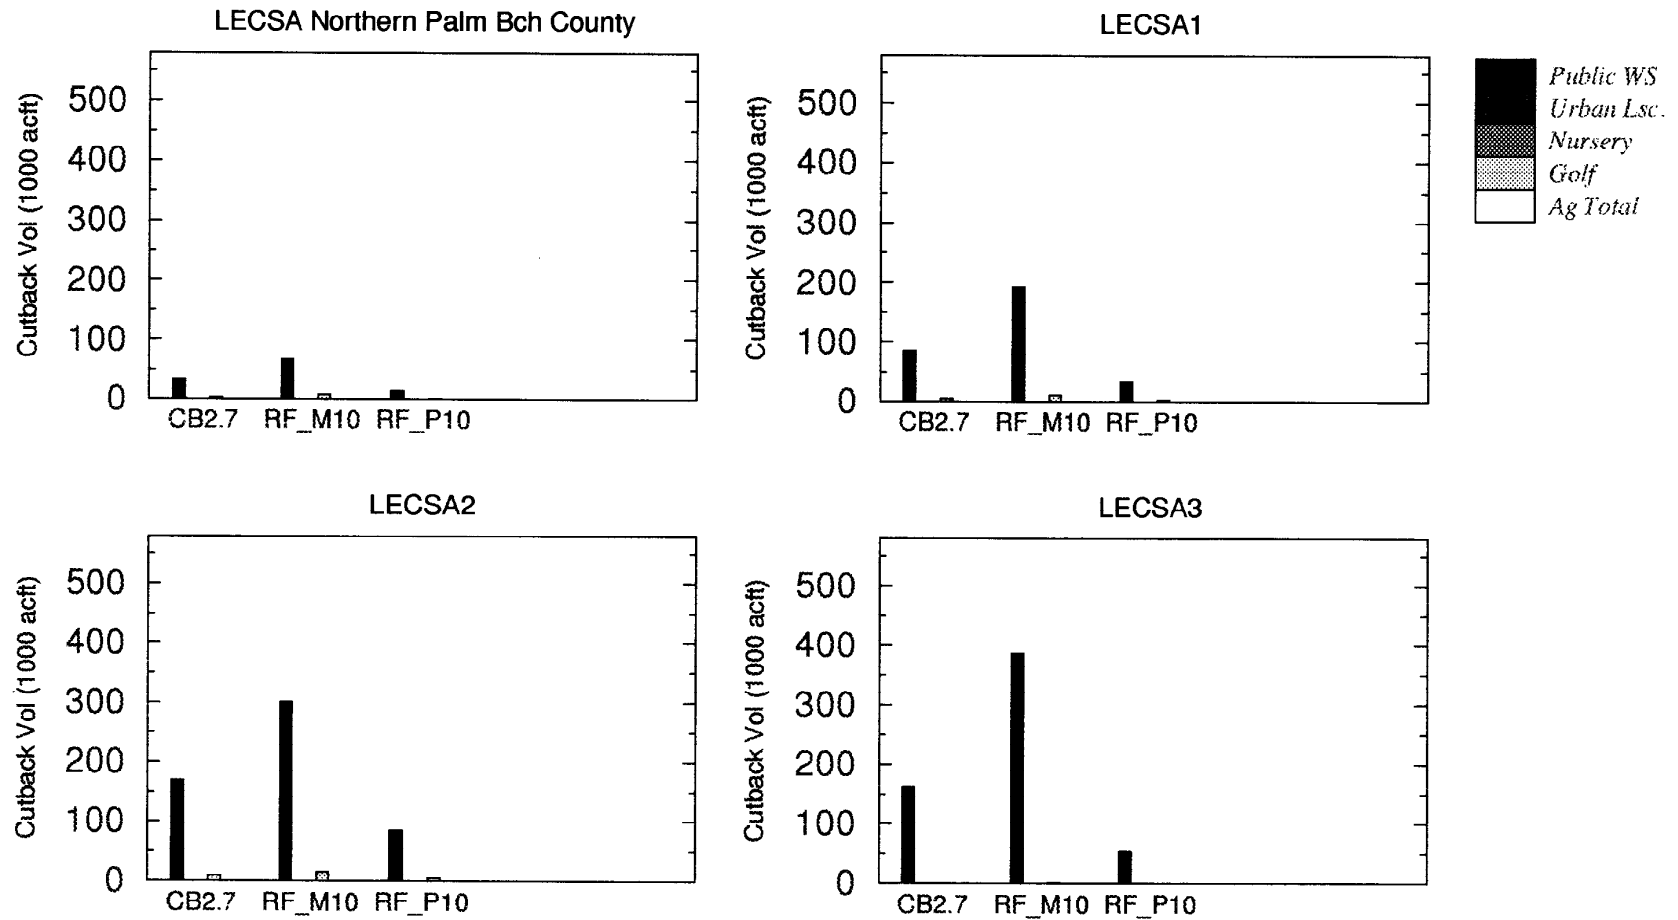 LECSA Northern Palm Bch County
Cutback Vol (1000 acft)
500
400
300
200
100
0
CB2.7 RF_M10 RF_P10
LECSA1
Cutback Vol (1000 acft)
500
400
300
200
100
0
CB2.7 RF_M10 RF_P10
Public WS
Urban Lsc.
Nursery
Golf
Ag Total
LECSA2
Cutback Vol (1000 acft)
500
400
300
200
100
0
CB2.7 RF_M10 RF_P10
LECSA3
Cutback Vol (1000 acft)
500
400
300
200
100
0
CB2.7 RF_M10 RF_P10